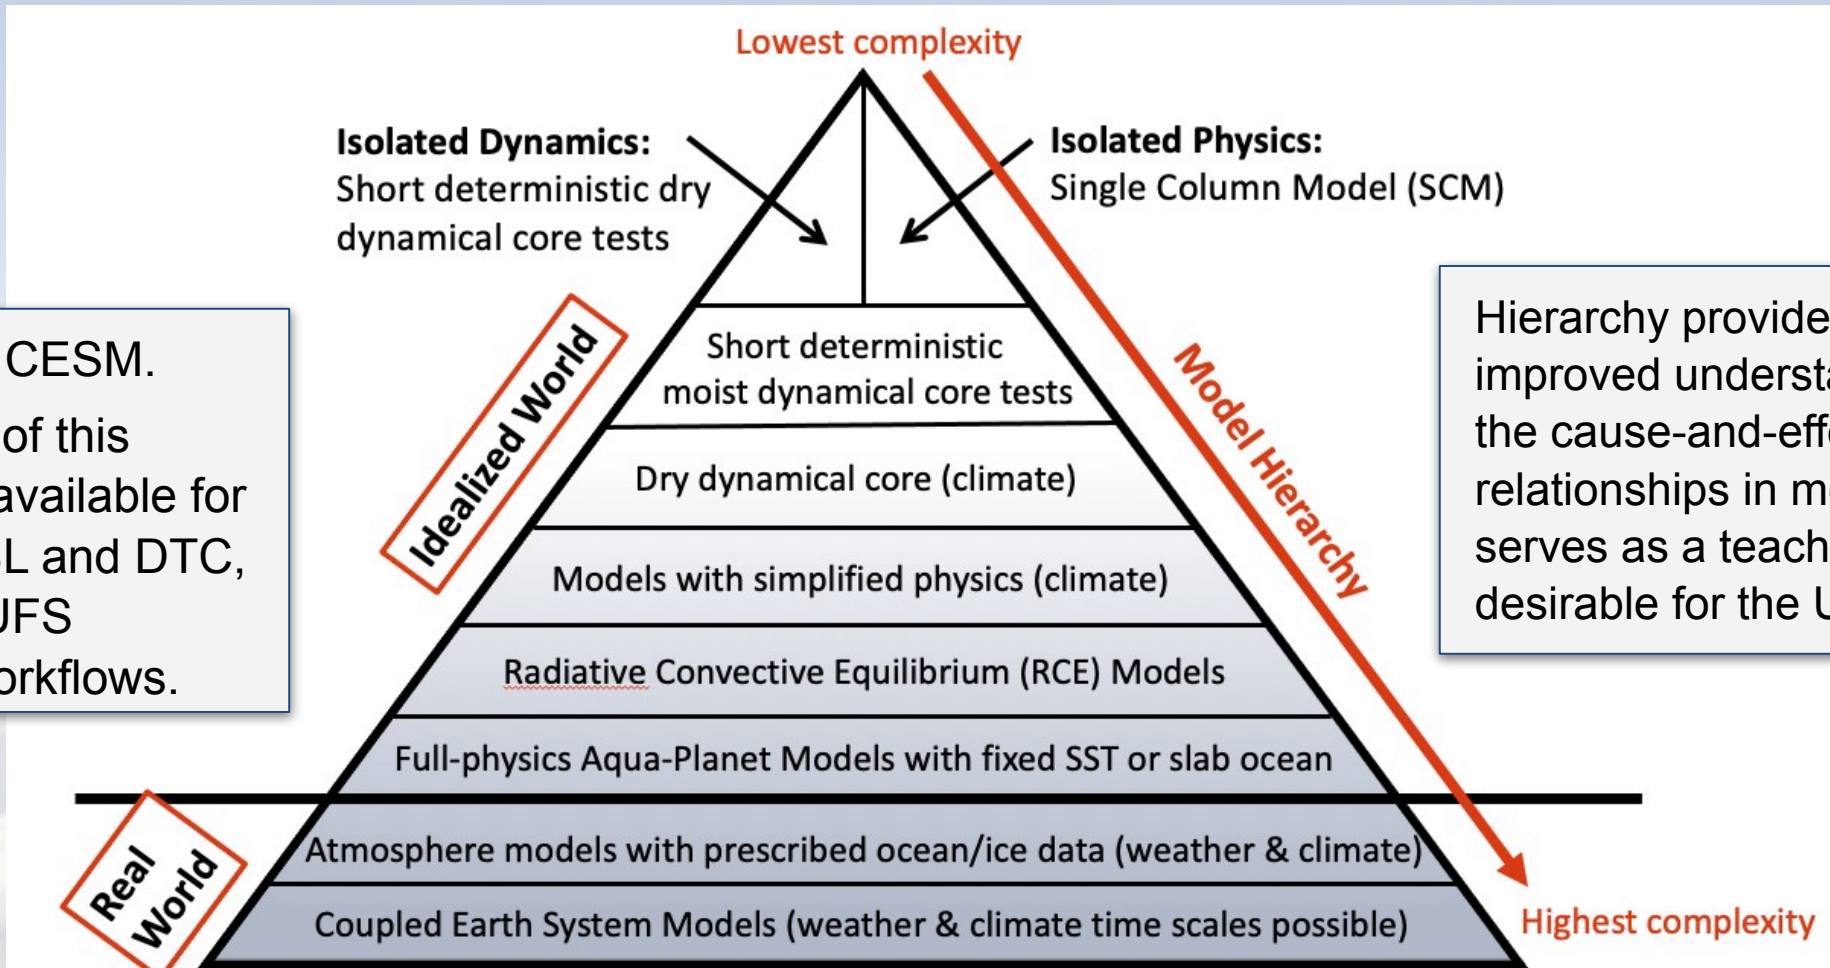 Lowest complexity
Isolated Dynamics:
Short deterministic dry
dynamical core tests
Isolated Physics:
Single Column Model (SCM)
Idealized World
Model Hierarchy
CESM.
of this
available for
and DTC,
orkflows.
Hierarchy provide
improved underst
the cause-and-eff
relationships in m
serves as a teach
desirable for the
Short deterministic
moist dynamical core tests
Dry dynamical core (climate)
Models with simplified physics (climate)
Radiative Convective Equilibrium (RCE) Models
Full-physics Aqua-Planet Models with fixed SST or slab ocean
Real
World
Atmosphere models with prescribed ocean/ice data (weather & climate)
Coupled Earth System Models (weather & climate time scales possible)
Highest complexity